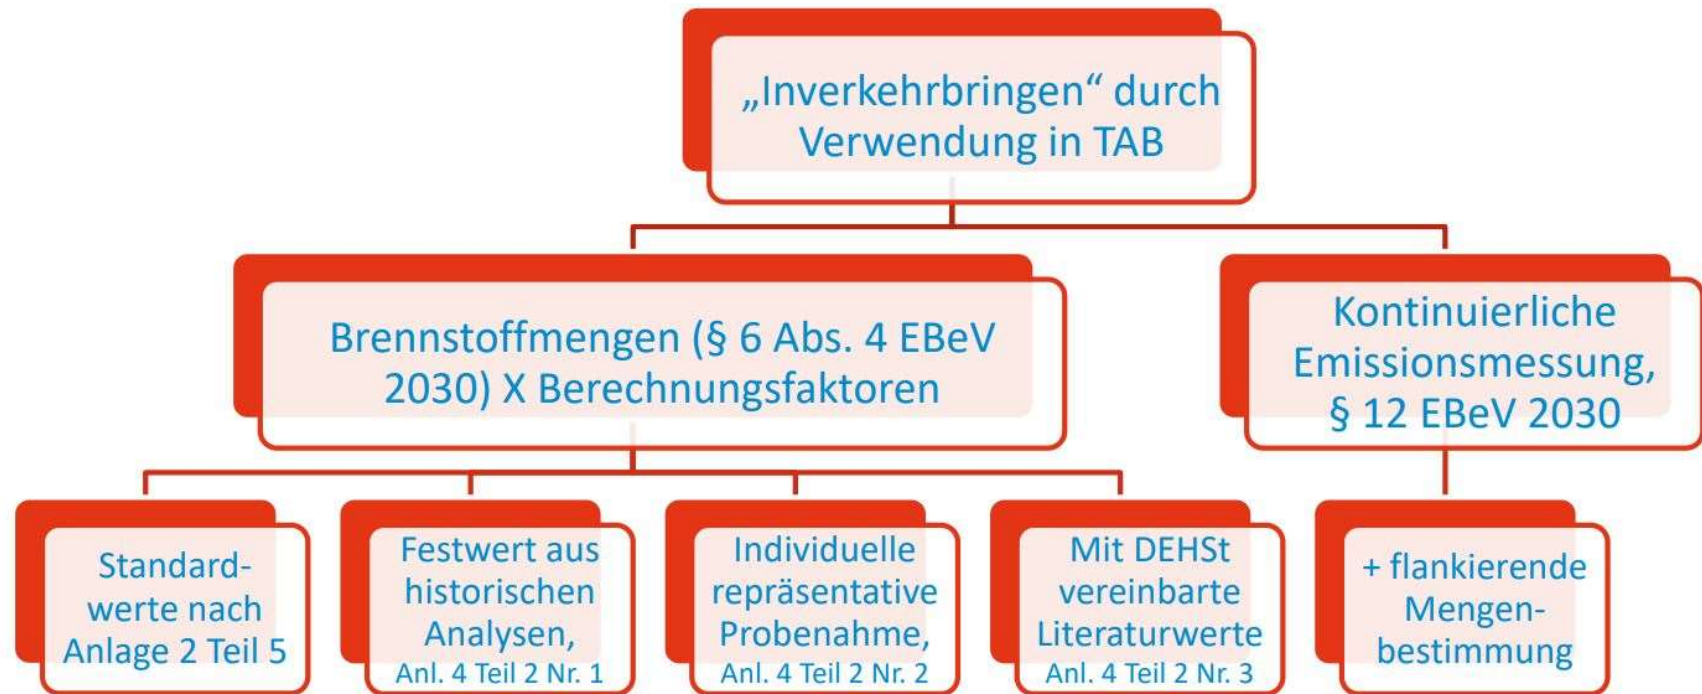 „Inverkehrbringen“ durch
Verwendung in TAB
Brennstoffmengen (§ 6 Abs. 4 EBeV
2030) X Berechnungsfaktoren
Kontinuierliche
Emissionsmessung,
§ 12 EBeV 2030
Standard-
werte nach
Anlage 2 Teil 5
Festwert aus
historischen
Analysen,
Anl. 4 Teil 2 Nr. 1
Individuelle
repräsentative
Probenahme,
Anl. 4 Teil 2 Nr. 2
Mit DEHSt
vereinbarte
Literaturwerte
Anl. 4 Teil 2 Nr. 3
+ flankierende
Mengen-
bestimmung